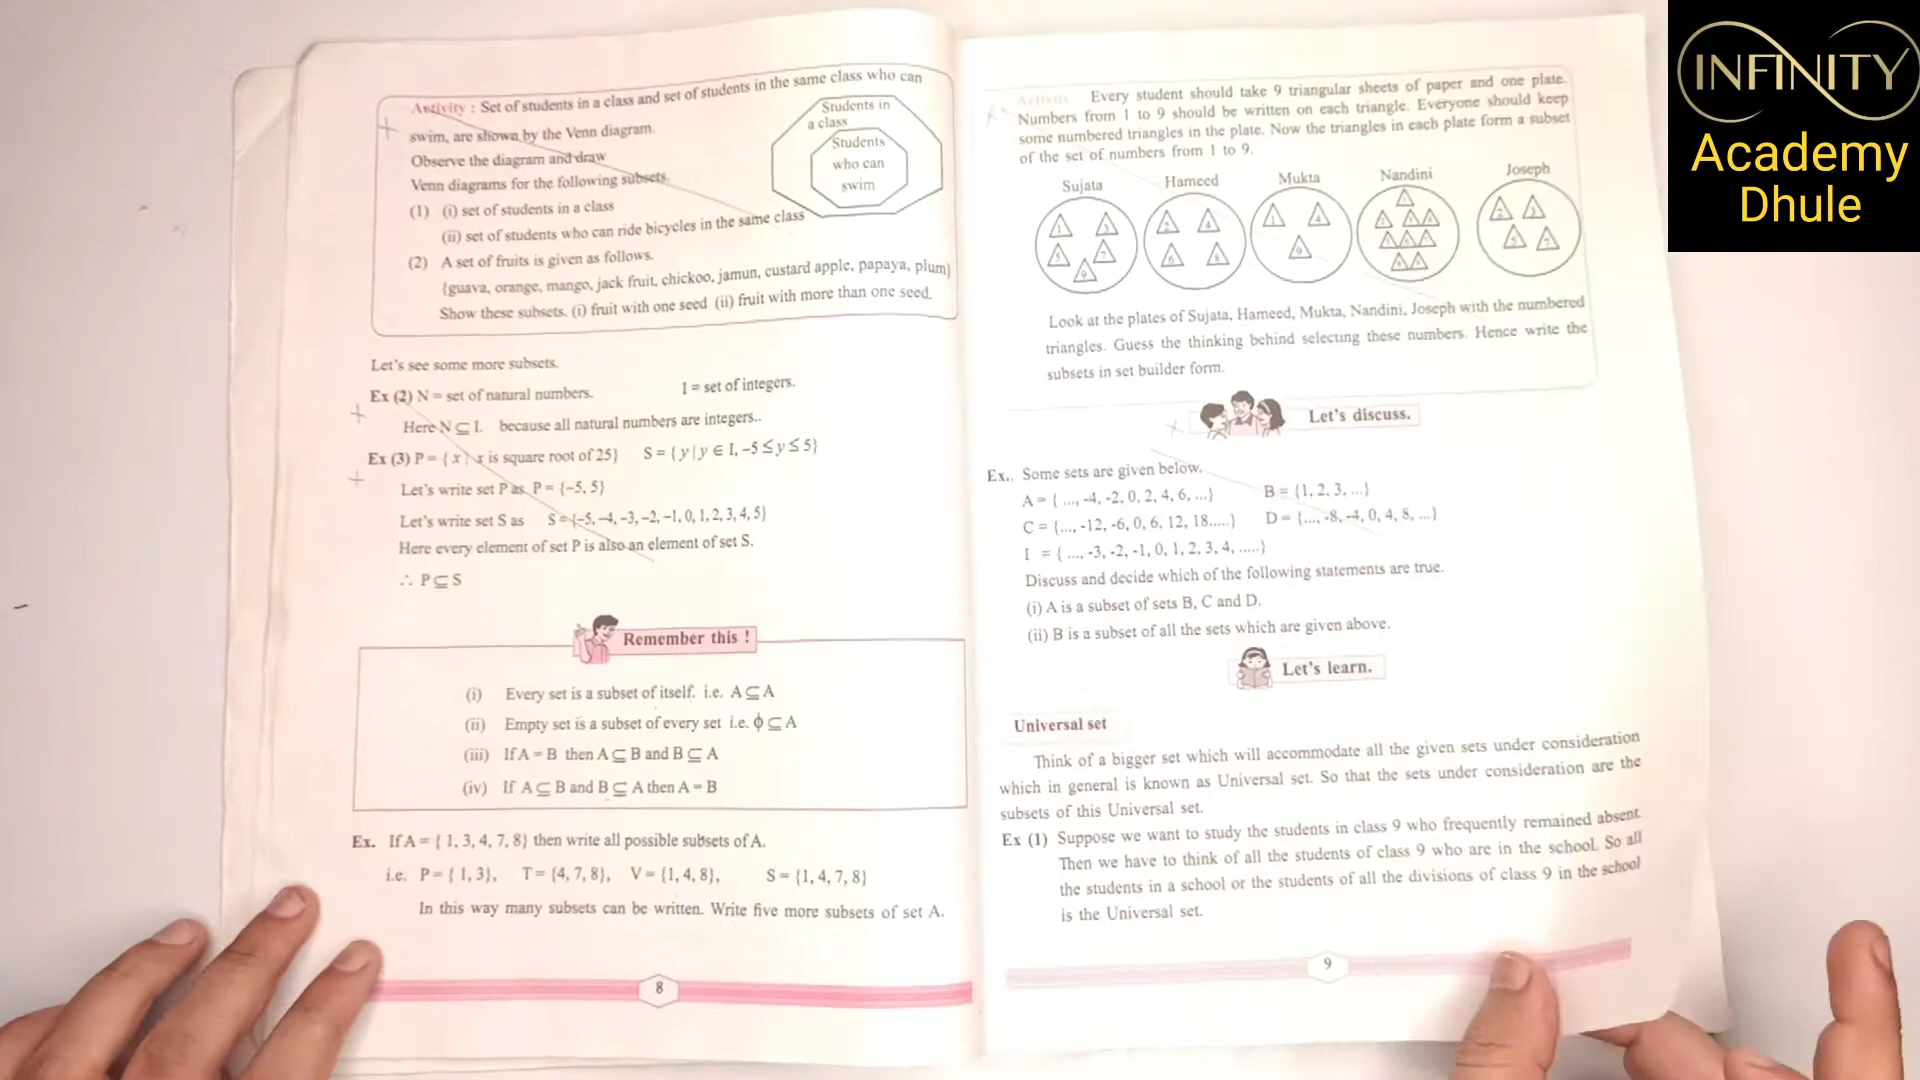 Activity : Set of students in a class and set of students in the same class who can
swim, are shown by the Venn diagram.
Observe the diagram and draw
Venn diagrams for the following subsets.
(1) (i) set of students in a class
(ii) set of students who can ride bicycles in the same class
(2) A set of fruits is given as follows.
{guava, orange, mango, jack fruit, chickoo, jamun, custard apple, papaya, plum}
Show these subsets. (i) fruit with one seed (ii) fruit with more than one seed.
Students in
a class
Students
who can
swim
Let's see some more subsets.
Ex (2) N = set of natural numbers. I = set of integers.
Here N ⊆ I. because all natural numbers are integers..
Ex (3) P = { x | x is square root of 25} S = { y | y ∈ I, -5 ≤ y ≤ 5}
Let's write set P as P = {-5, 5}
Let's write set S as S = {-5, -4, -3, -2, -1, 0, 1, 2, 3, 4, 5}
Here every element of set P is also an element of set S.
∴ P ⊆ S
Remember this !
(i) Every set is a subset of itself. i.e. A ⊆ A
(ii) Empty set is a subset of every set i.e. ϕ ⊆ A
(iii) If A = B then A ⊆ B and B ⊆ A
(iv) If A ⊆ B and B ⊆ A then A = B
Ex. If A = { 1, 3, 4, 7, 8} then write all possible subsets of A.
i.e. P = { 1, 3}, T = {4, 7, 8}, V = {1, 4, 8}, S = {1, 4, 7, 8}
In this way many subsets can be written. Write five more subsets of set A.
8
Activity Every student should take 9 triangular sheets of paper and one plate.
Numbers from 1 to 9 should be written on each triangle. Everyone should keep
some numbered triangles in the plate. Now the triangles in each plate form a subset
of the set of numbers from 1 to 9.
Sujata Hameed Mukta Nandini Joseph
1 3 2 4 1 4 2 3
5 7 6 8 9 5 7
9
Look at the plates of Sujata, Hameed, Mukta, Nandini, Joseph with the numbered
triangles. Guess the thinking behind selecting these numbers. Hence write the
subsets in set builder form.
Let's discuss.
Ex.. Some sets are given below.
A = { ..., -4, -2, 0, 2, 4, 6, ...} B = {1, 2, 3, ...}
C = {..., -12, -6, 0, 6, 12, 18.....} D = {..., -8, -4, 0, 4, 8, ...}
I = { ..., -3, -2, -1, 0, 1, 2, 3, 4, .....}
Discuss and decide which of the following statements are true.
(i) A is a subset of sets B, C and D.
(ii) B is a subset of all the sets which are given above.
Let's learn.
Universal set
Think of a bigger set which will accommodate all the given sets under consideration
which in general is known as Universal set. So that the sets under consideration are the
subsets of this Universal set.
Ex (1) Suppose we want to study the students in class 9 who frequently remained absent.
Then we have to think of all the students of class 9 who are in the school. So all
the students in a school or the students of all the divisions of class 9 in the school
is the Universal set.
9
INFINITY
Academy
Dhule